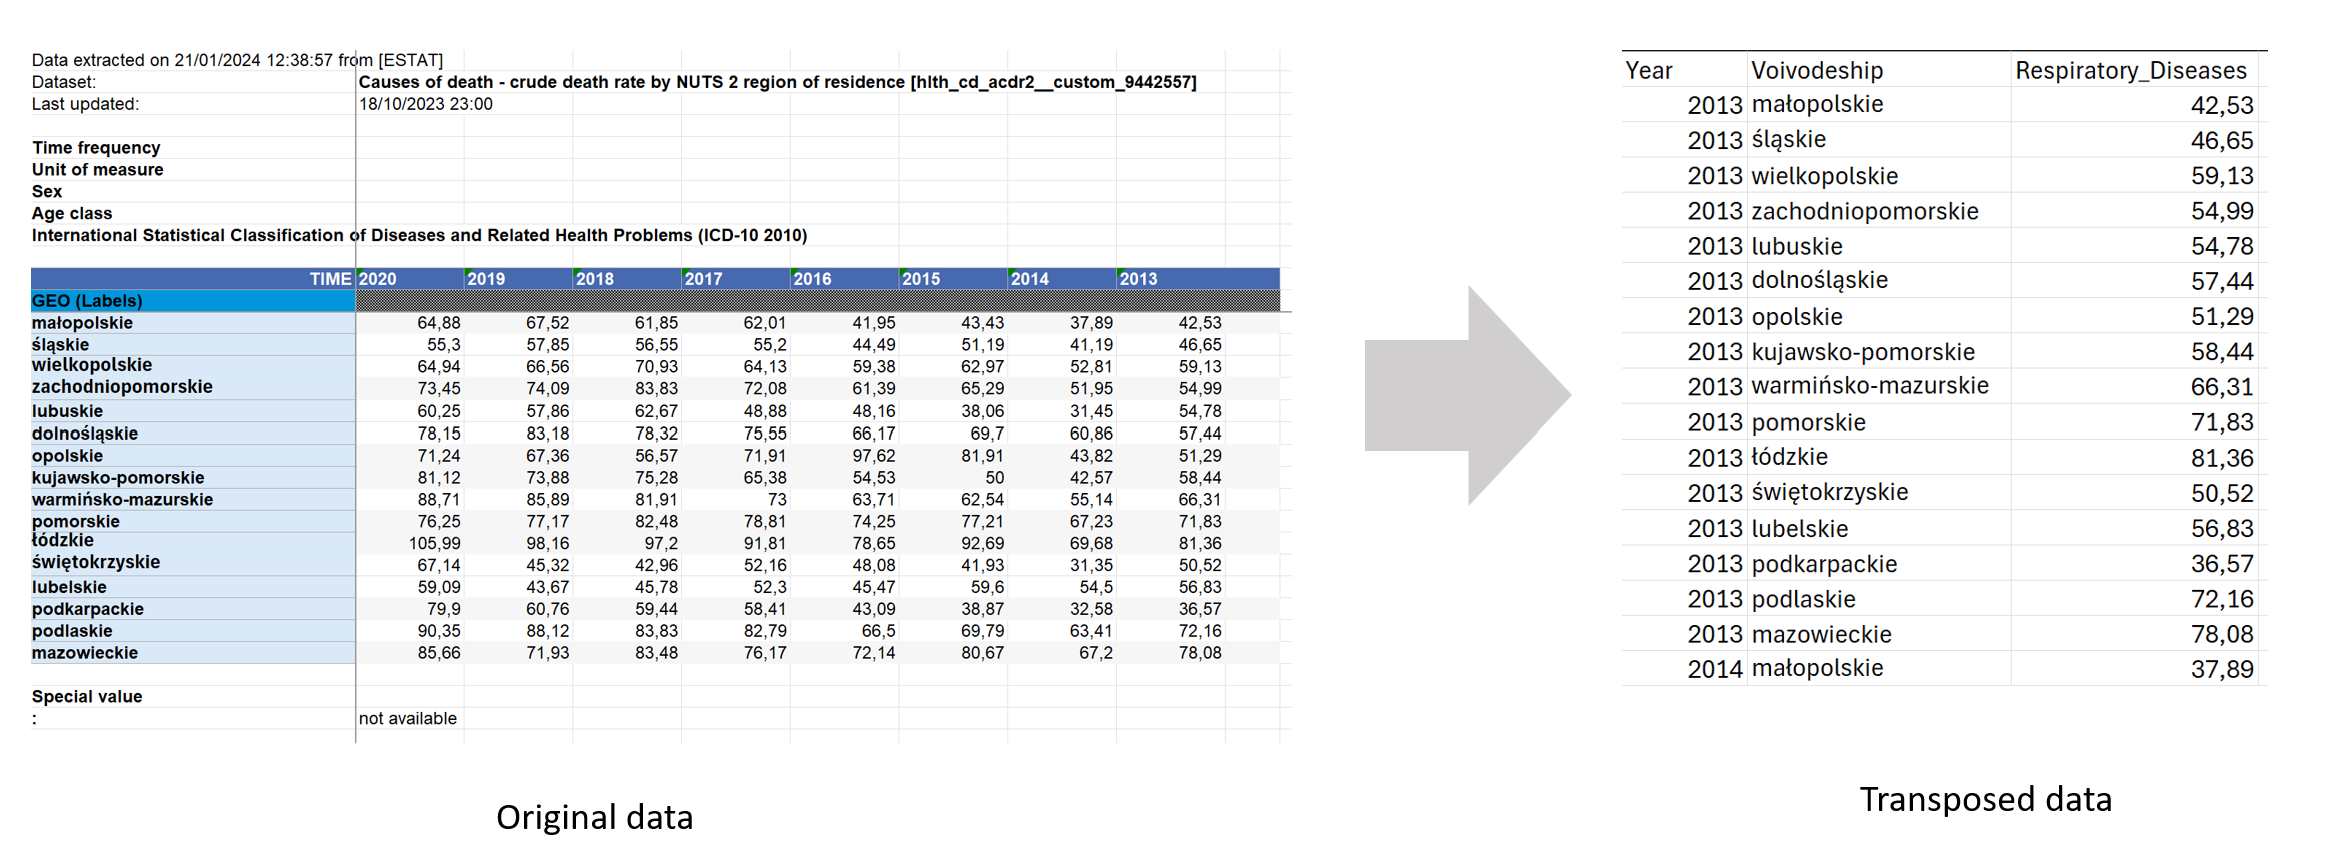 Data extracted on 21/01/2024 12:38:57 from [ESTAT]
Dataset: Causes of death - crude death rate by NUTS 2 region of residence [hlth_cd_acdr2__custom_9442557]
Last updated: 18/10/2023 23:00
Time frequency
Unit of measure
Sex
Age class
International Statistical Classification of Diseases and Related Health Problems (ICD-10 2010)
TIME 2020 2019 2018 2017 2016 2015 2014 2013
GEO (Labels)
małopolskie 64,88 67,52 61,85 62,01 41,95 43,43 37,89 42,53
śląskie 55,3 57,85 56,55 55,2 44,49 51,19 41,19 46,65
wielkopolskie 64,94 66,56 70,93 64,13 59,38 62,97 52,81 59,13
zachodniopomorskie 73,45 74,09 83,83 72,08 61,39 65,29 51,95 54,99
lubuskie 60,25 57,86 62,67 48,88 48,16 38,06 31,45 54,78
dolnośląskie 78,15 83,18 78,32 75,55 66,17 69,7 60,86 57,44
opolskie 71,24 67,36 56,57 71,91 97,62 81,91 43,82 51,29
kujawsko-pomorskie 81,12 73,88 75,28 65,38 54,53 50 42,57 58,44
warmińsko-mazurskie 88,71 85,89 81,91 73 63,71 62,54 55,14 66,31
pomorskie 76,25 77,17 82,48 78,81 74,25 77,21 67,23 71,83
łódzkie 105,99 98,16 97,2 91,81 78,65 92,69 69,68 81,36
świętokrzyskie 67,14 45,32 42,96 52,16 48,08 41,93 31,35 50,52
lubelskie 59,09 43,67 45,78 52,3 45,47 59,6 54,5 56,83
podkarpackie 79,9 60,76 59,44 58,41 43,09 38,87 32,58 36,57
podlaskie 90,35 88,12 83,83 82,79 66,5 69,79 63,41 72,16
mazowieckie 85,66 71,93 83,48 76,17 72,14 80,67 67,2 78,08
Special value
: not available
Original data
Year Voivodeship Respiratory_Diseases
2013 małopolskie 42,53
2013 śląskie 46,65
2013 wielkopolskie 59,13
2013 zachodniopomorskie 54,99
2013 lubuskie 54,78
2013 dolnośląskie 57,44
2013 opolskie 51,29
2013 kujawsko-pomorskie 58,44
2013 warmińsko-mazurskie 66,31
2013 pomorskie 71,83
2013 łódzkie 81,36
2013 świętokrzyskie 50,52
2013 lubelskie 56,83
2013 podkarpackie 36,57
2013 podlaskie 72,16
2013 mazowieckie 78,08
2014 małopolskie 37,89
Transposed data